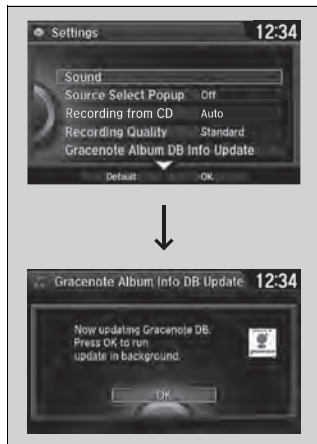 Settings 12:34
Sound
Source Select Popup Off
Recording from CD Auto
Recording Quality Standard
Gracenote Album DB Info Update
Default OK
Gracenote Album Info DB Update 12:34
Now updating Gracenote DB.
Press OK to run
update in background.
OK